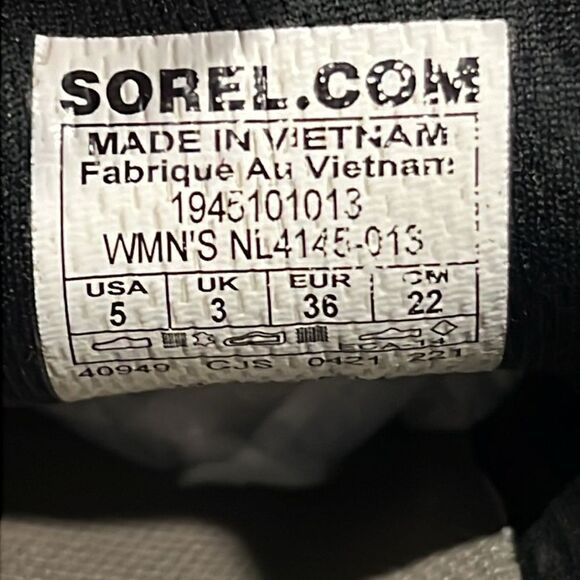 SOREL.COM
MADE IN VIETNAM
Fabrique Au Vietnam
1945101013
WMN'S NL4145-013
USA UK EUR CM
5 3 36 22
40949 CJS 0421 221